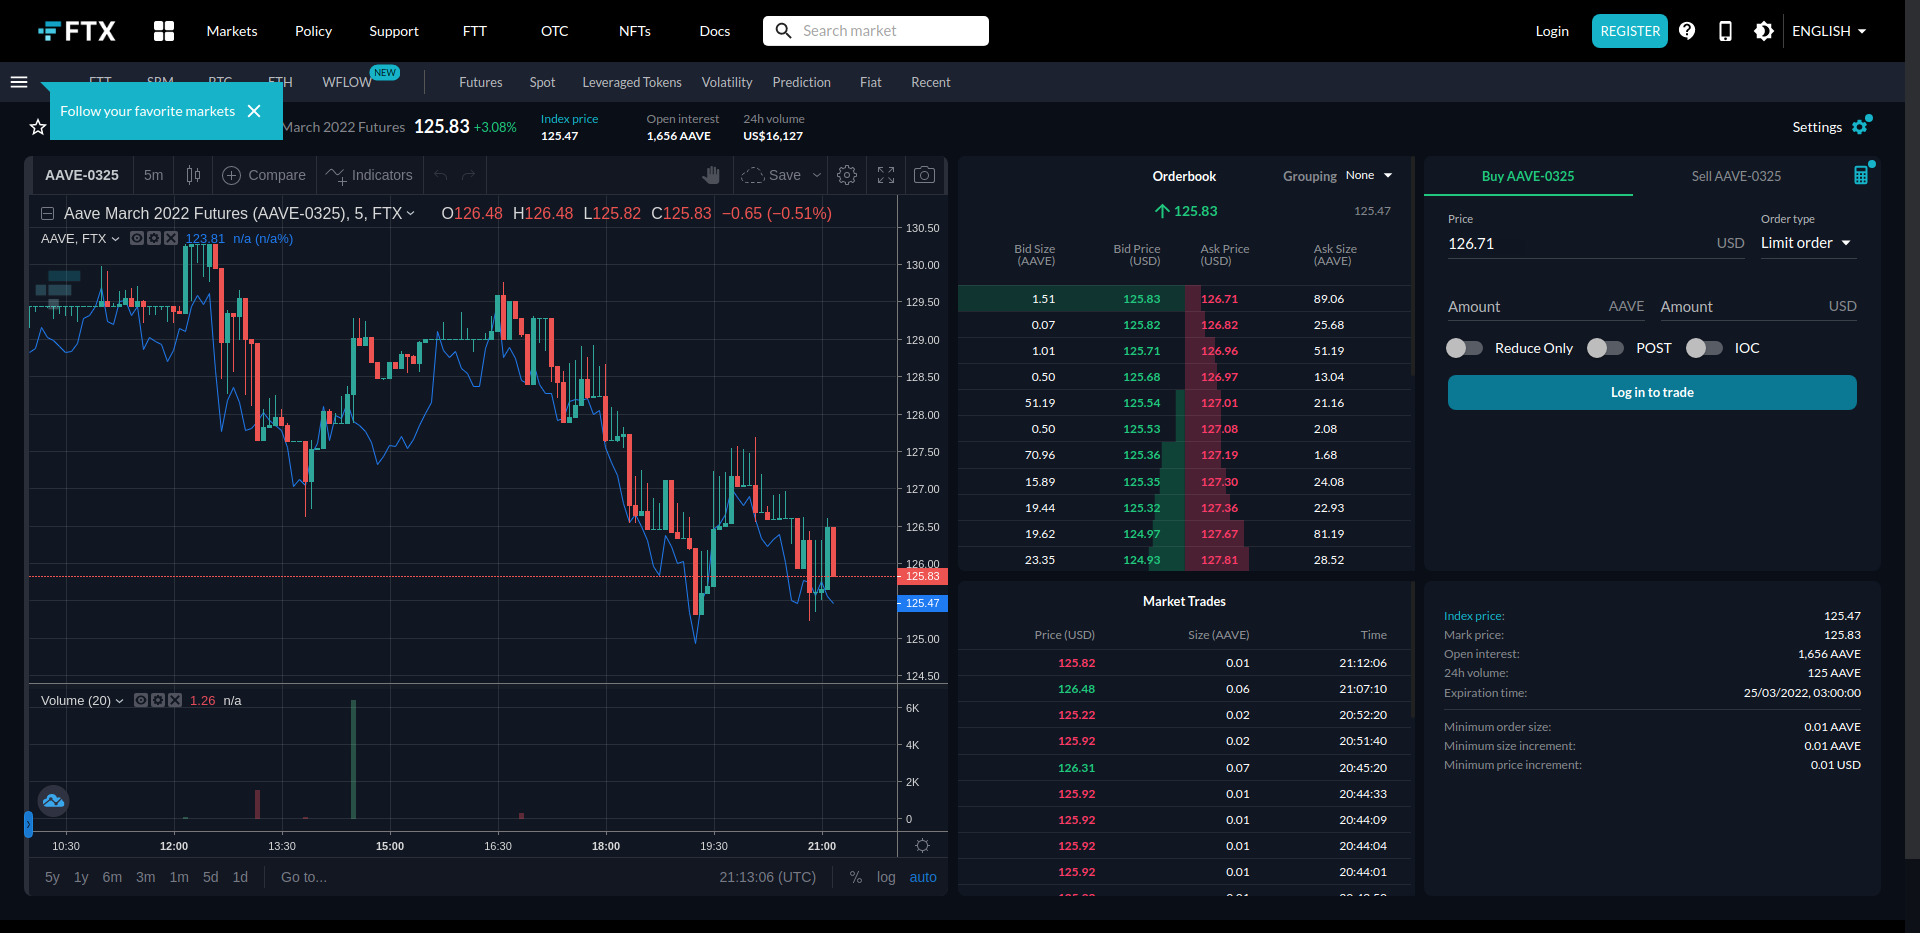 FTX Markets Policy Support FTT OTC NFTs Docs Search market Login REGISTER ENGLISH
WFLOW NEW Futures Spot Leveraged Tokens Volatility Prediction Fiat Recent
Follow your favorite markets
March 2022 Futures 125.83 +3.08%
Index price
125.47
Open interest
1,656 AAVE
24h volume
US$16,127
Settings
AAVE-0325 5m Compare Indicators Save
Aave March 2022 Futures (AAVE-0325), 5, FTX O126.48 H126.48 L125.82 C125.83 −0.65 (−0.51%)
AAVE, FTX 123.81 n/a (n/a%)
130.50
130.00
129.50
129.00
128.50
128.00
127.50
127.00
126.50
126.00
125.83
125.47
125.00
124.50
Volume (20) 1.26 n/a
6K
4K
2K
0
10:30 12:00 13:30 15:00 16:30 18:00 19:30 21:00
5y 1y 6m 3m 1m 5d 1d Go to... 21:13:06 (UTC) % log auto
Orderbook Grouping None
125.83 125.47
Bid Size (AAVE) Bid Price (USD) Ask Price (USD) Ask Size (AAVE)
1.51 125.83 126.71 89.06
0.07 125.82 126.82 25.68
1.01 125.71 126.96 51.19
0.50 125.68 126.97 13.04
51.19 125.54 127.01 21.16
0.50 125.53 127.08 2.08
70.96 125.36 127.19 1.68
15.89 125.35 127.30 24.08
19.44 125.32 127.36 22.93
19.62 124.97 127.67 81.19
23.35 124.93 127.81 28.52
Market Trades
Price (USD) Size (AAVE) Time
125.82 0.01 21:12:06
126.48 0.06 21:07:10
125.22 0.02 20:52:20
125.92 0.02 20:51:40
126.31 0.07 20:45:20
125.92 0.01 20:44:33
125.92 0.01 20:44:09
125.92 0.01 20:44:04
125.92 0.01 20:44:01
Buy AAVE-0325 Sell AAVE-0325
Price Order type
126.71 USD Limit order
Amount AAVE Amount USD
Reduce Only POST IOC
Log in to trade
Index price: 125.47
Mark price: 125.83
Open interest: 1,656 AAVE
24h volume: 125 AAVE
Expiration time: 25/03/2022, 03:00:00
Minimum order size: 0.01 AAVE
Minimum size increment: 0.01 AAVE
Minimum price increment: 0.01 USD